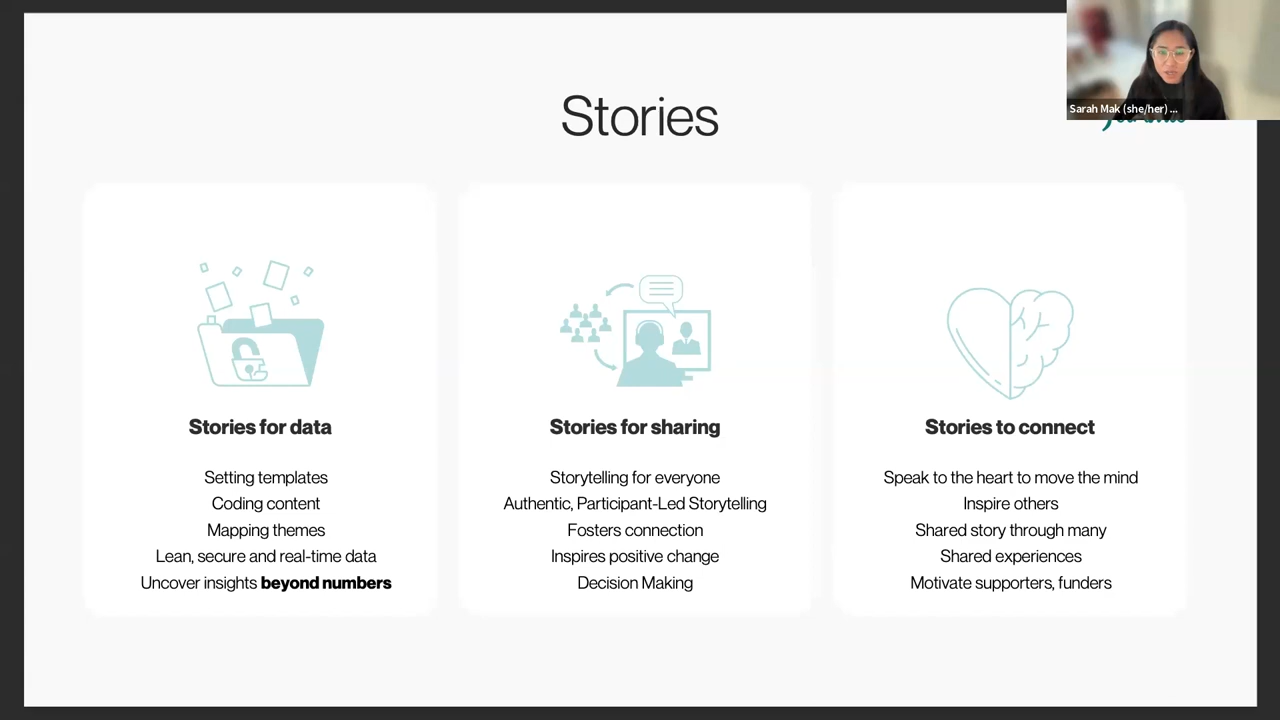 Stories
Sarah Mak (she/her) ...
Stories for data
Setting templates
Coding content
Mapping themes
Lean, secure and real-time data
Uncover insights beyond numbers
Stories for sharing
Storytelling for everyone
Authentic, Participant-Led Storytelling
Fosters connection
Inspires positive change
Decision Making
Stories to connect
Speak to the heart to move the mind
Inspire others
Shared story through many
Shared experiences
Motivate supporters, funders